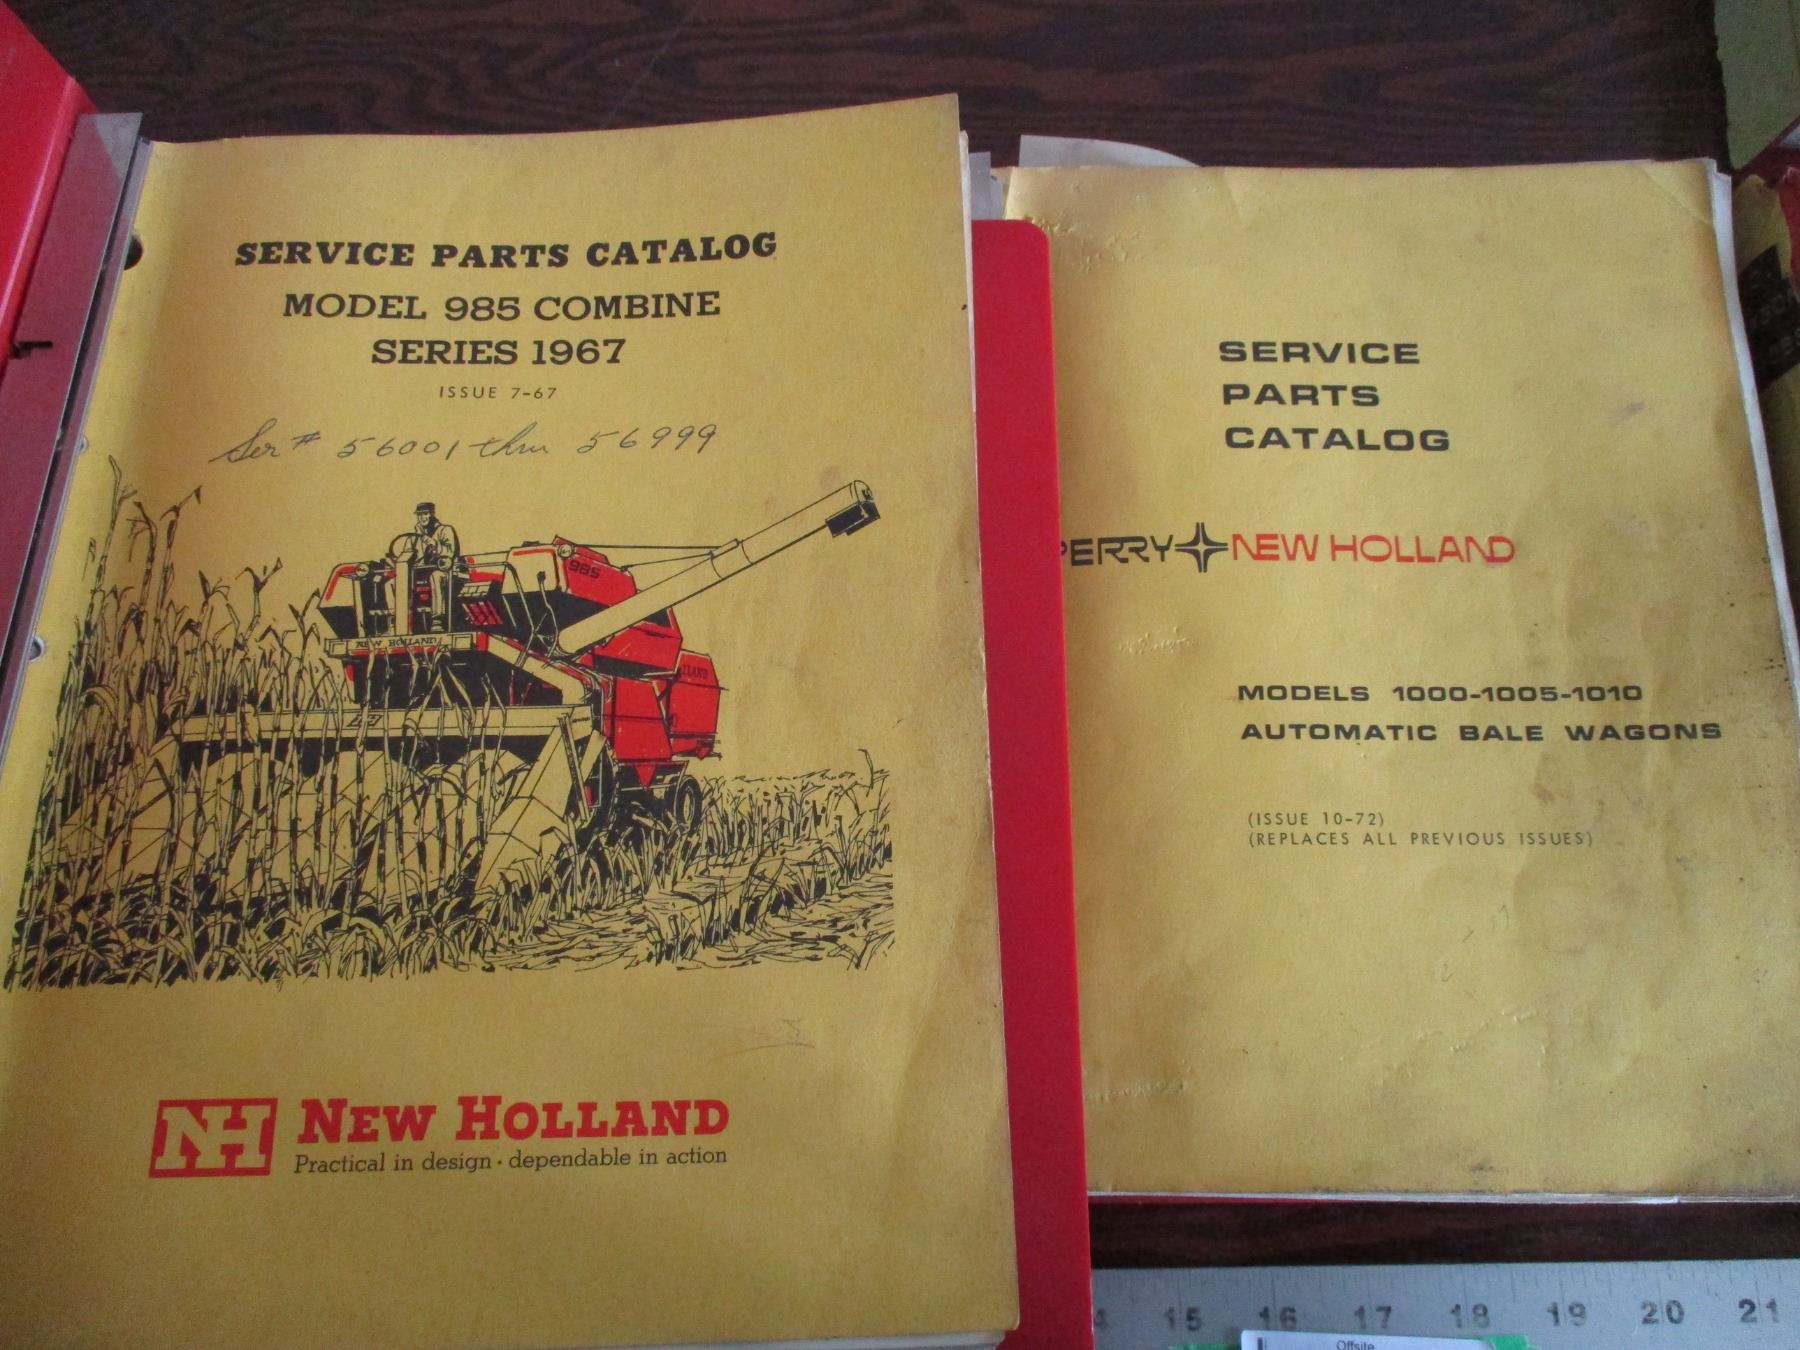 SERVICE PARTS CATALOG
MODEL 985 COMBINE
SERIES 1967
ISSUE 7-67
Ser # 56001 thru 56999
985
NEW HOLLAND
LLAND
NH NEW HOLLAND
Practical in design · dependable in action
SERVICE
PARTS
CATALOG
PERRY NEW HOLLAND
MODELS 1000-1005-1010
AUTOMATIC BALE WAGONS
(ISSUE 10-72)
(REPLACES ALL PREVIOUS ISSUES)
4 15 16 17 18 19 20 21
Offsite